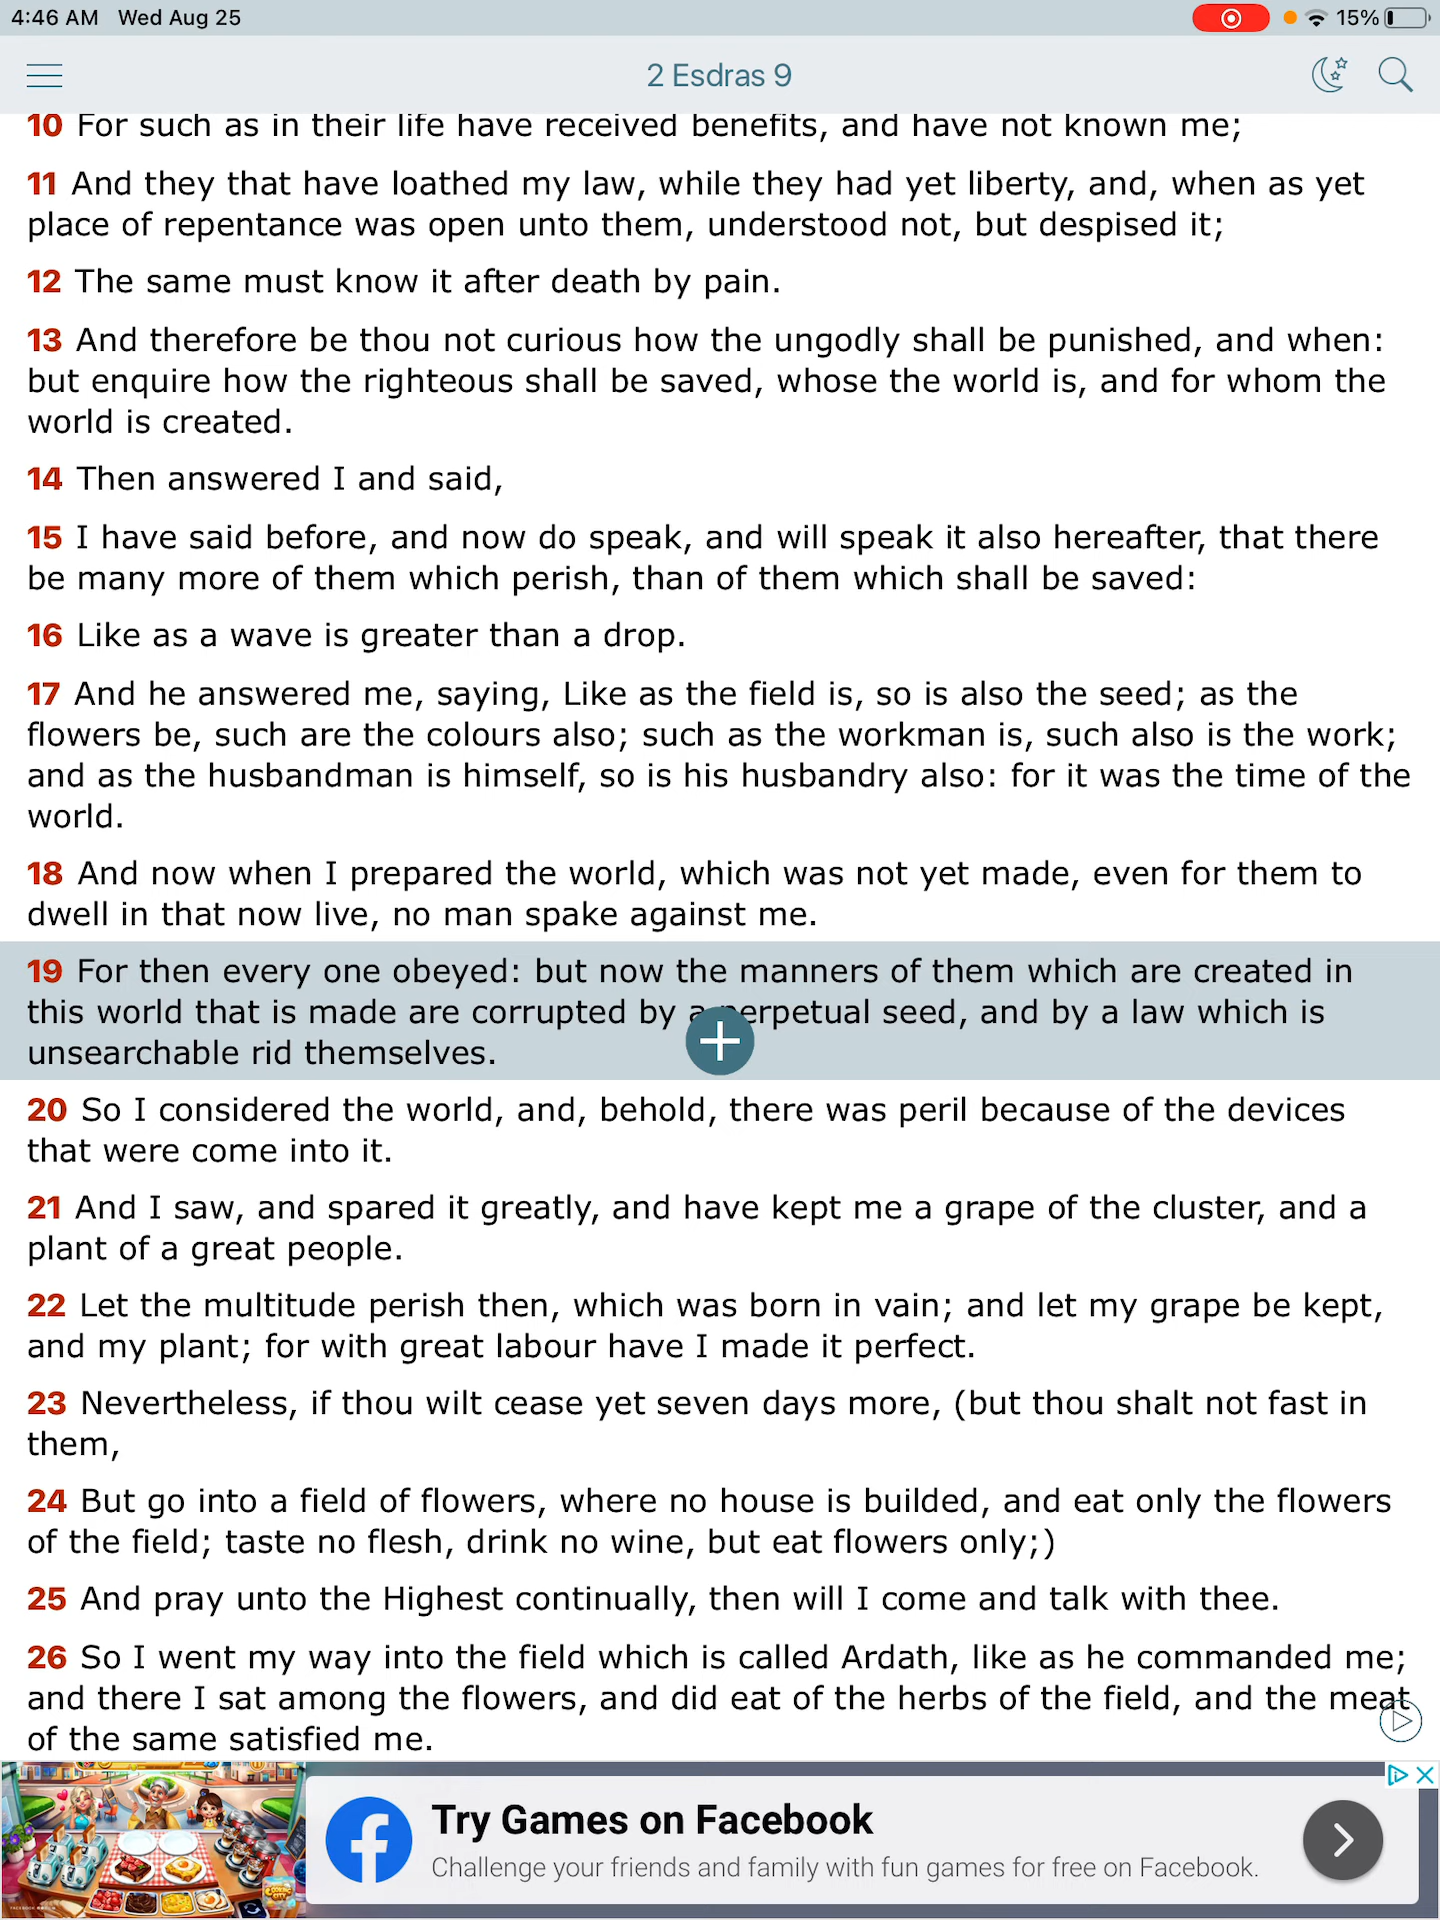 4:46 AM Wed Aug 25
15%
2 Esdras 9
10 For such as in their life have received benefits, and have not known me;
11 And they that have loathed my law, while they had yet liberty, and, when as yet
place of repentance was open unto them, understood not, but despised it;
12 The same must know it after death by pain.
13 And therefore be thou not curious how the ungodly shall be punished, and when:
but enquire how the righteous shall be saved, whose the world is, and for whom the
world is created.
14 Then answered I and said,
15 I have said before, and now do speak, and will speak it also hereafter, that there
be many more of them which perish, than of them which shall be saved:
16 Like as a wave is greater than a drop.
17 And he answered me, saying, Like as the field is, so is also the seed; as the
flowers be, such are the colours also; such as the workman is, such also is the work;
and as the husbandman is himself, so is his husbandry also: for it was the time of the
world.
18 And now when I prepared the world, which was not yet made, even for them to
dwell in that now live, no man spake against me.
19 For then every one obeyed: but now the manners of them which are created in
this world that is made are corrupted by a perpetual seed, and by a law which is
unsearchable rid themselves.
20 So I considered the world, and, behold, there was peril because of the devices
that were come into it.
21 And I saw, and spared it greatly, and have kept me a grape of the cluster, and a
plant of a great people.
22 Let the multitude perish then, which was born in vain; and let my grape be kept,
and my plant; for with great labour have I made it perfect.
23 Nevertheless, if thou wilt cease yet seven days more, (but thou shalt not fast in
them,
24 But go into a field of flowers, where no house is builded, and eat only the flowers
of the field; taste no flesh, drink no wine, but eat flowers only;)
25 And pray unto the Highest continually, then will I come and talk with thee.
26 So I went my way into the field which is called Ardath, like as he commanded me;
and there I sat among the flowers, and did eat of the herbs of the field, and the meat
of the same satisfied me.
Try Games on Facebook
Challenge your friends and family with fun games for free on Facebook.